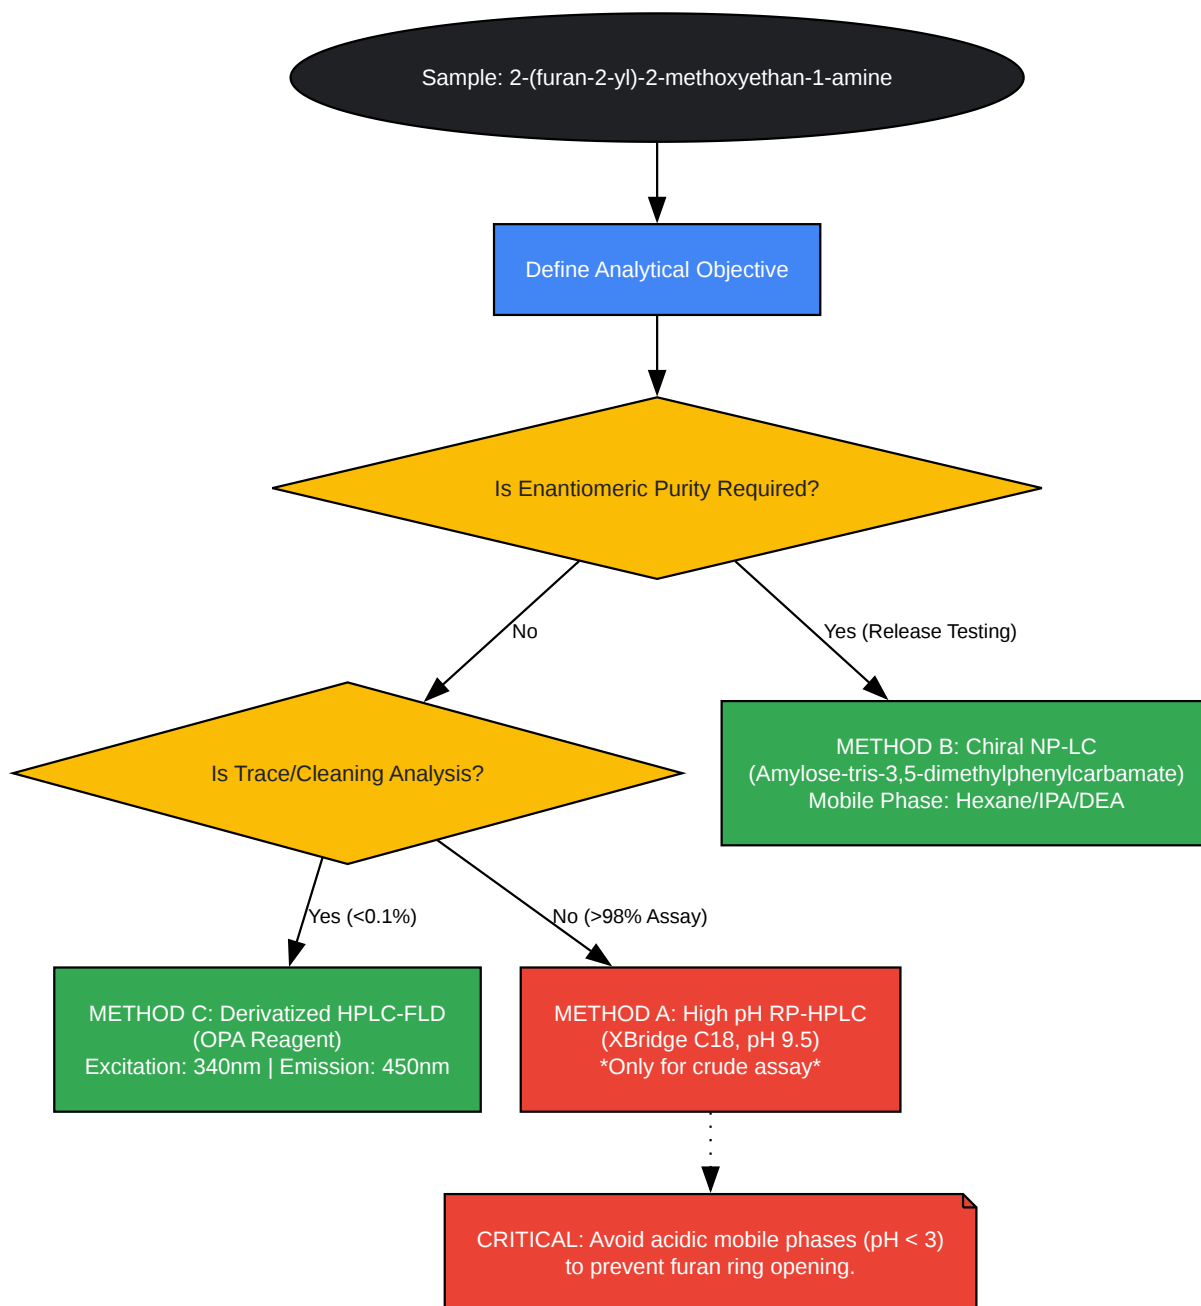 Sample: 2-(furan-2-yl)-2-methoxyethan-1-amine
Define Analytical Objective
Is Enantiomeric Purity Required?
No
Yes (Release Testing)
Is Trace/Cleaning Analysis?
METHOD B: Chiral NP-LC
(Amylose-tris-3,5-dimethylphenylcarbamate)
Mobile Phase: Hexane/IPA/DEA
Yes (<0.1%)
No (>98% Assay)
METHOD C: Derivatized HPLC-FLD
(OPA Reagent)
Excitation: 340nm | Emission: 450nm
METHOD A: High pH RP-HPLC
(XBridge C18, pH 9.5)
*Only for crude assay*
CRITICAL: Avoid acidic mobile phases (pH < 3)
to prevent furan ring opening.